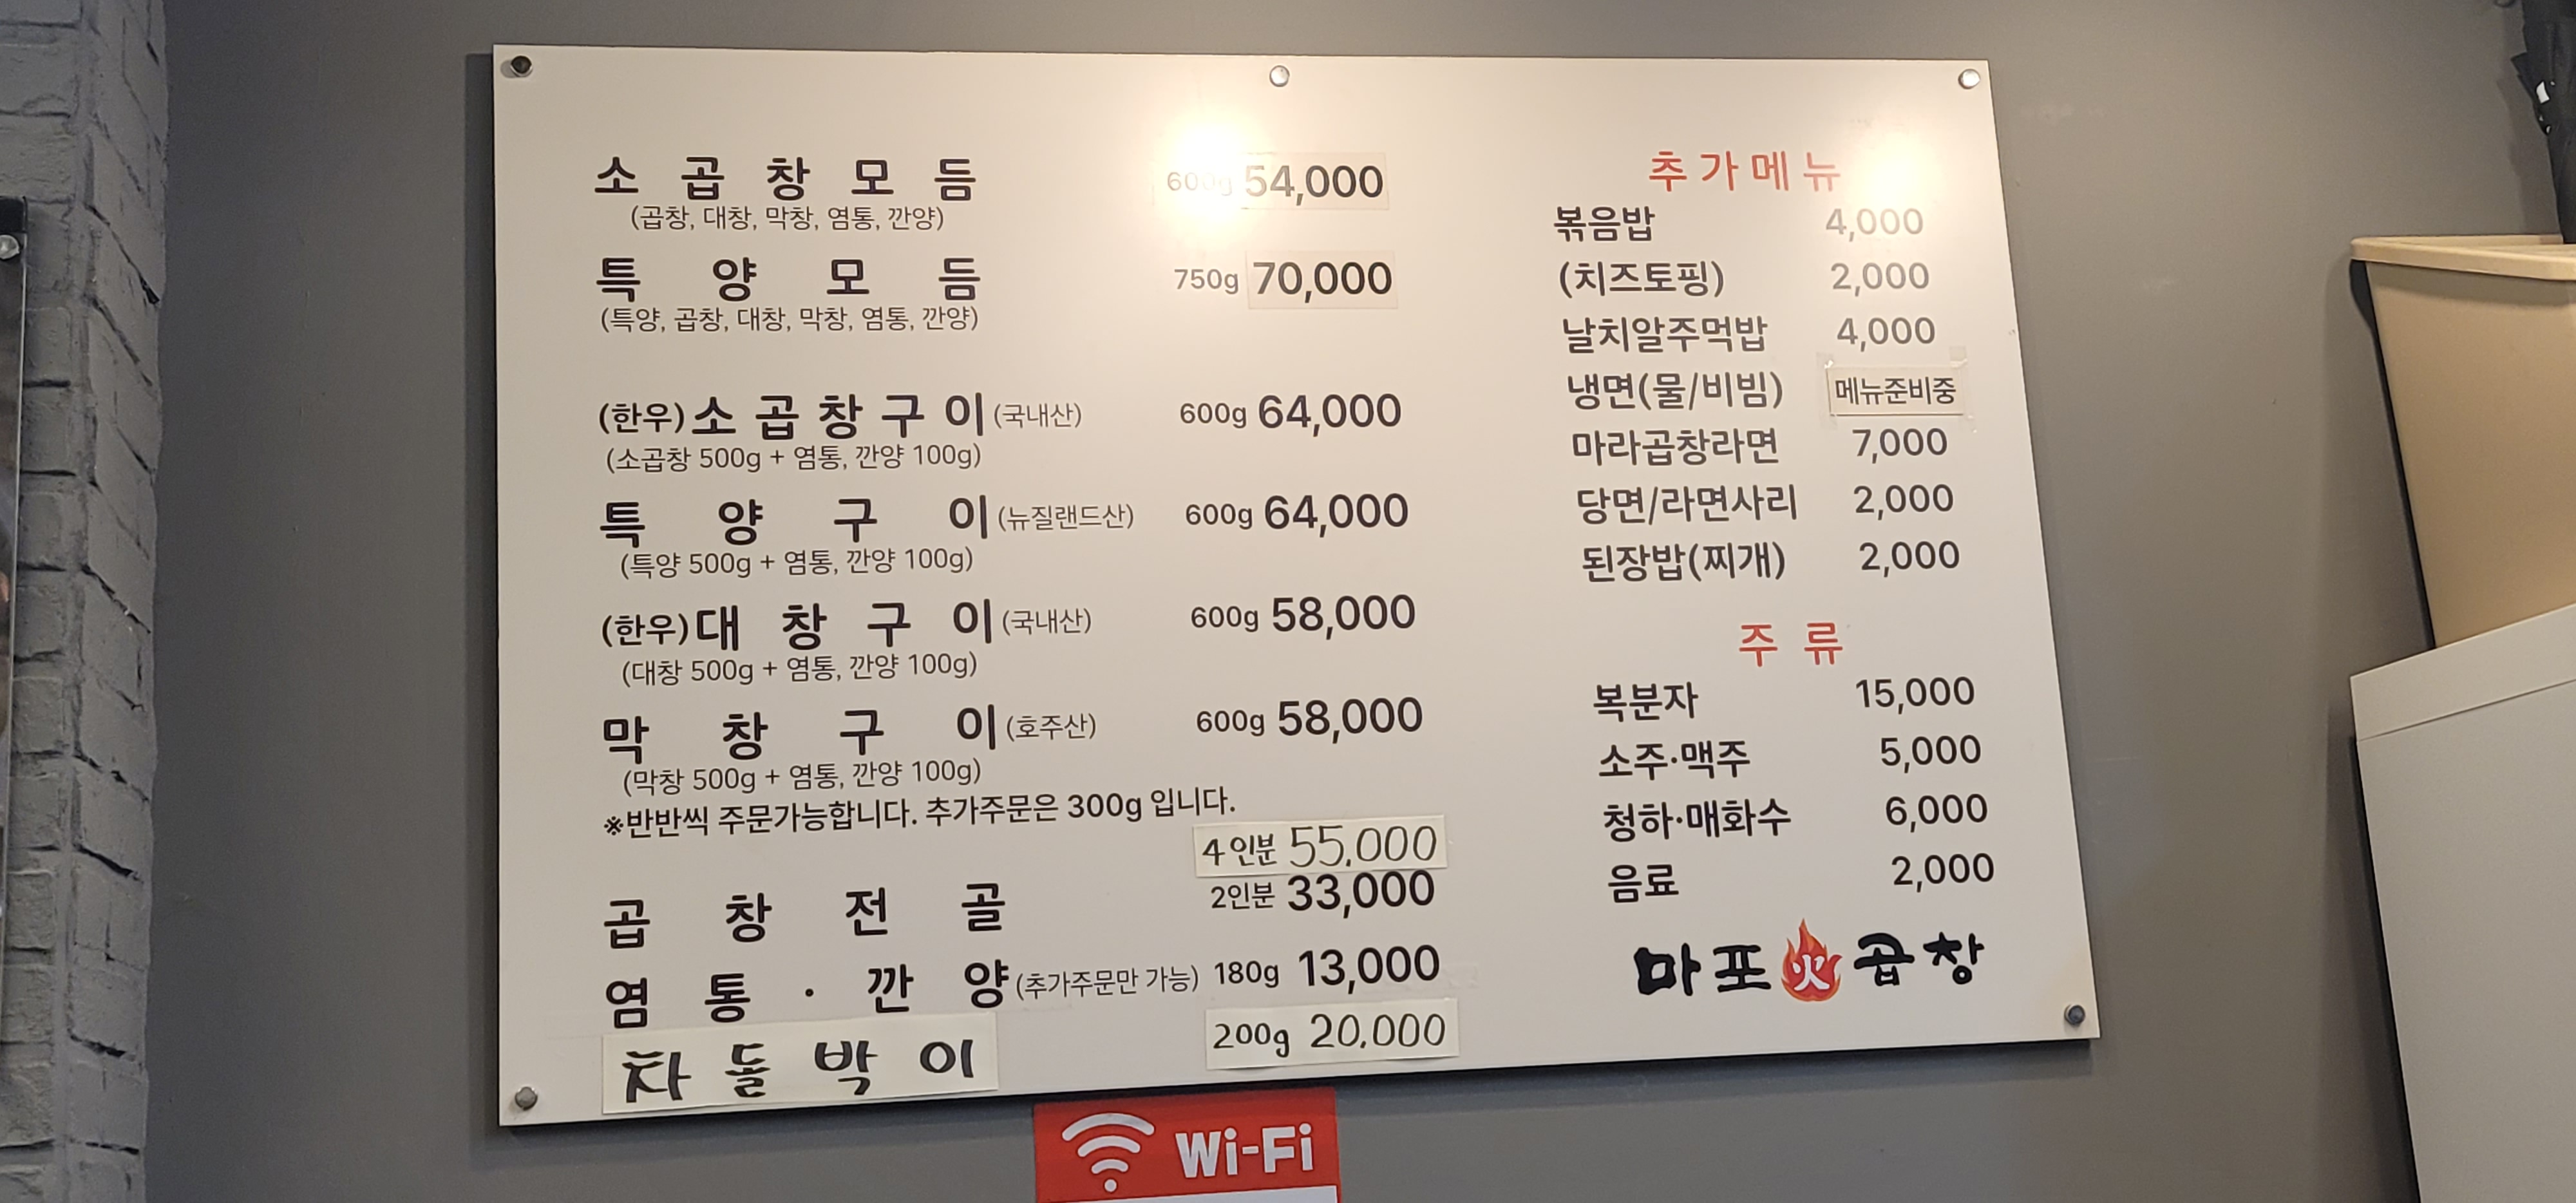 소곱창모듬 600g 54,000
(곱창, 대창, 막창, 염통, 깐양)
특양모듬 750g 70,000
(특양, 곱창, 대창, 막창, 염통, 깐양)
(한우)소곱창구이(국내산) 600g 64,000
(소곱창 500g + 염통, 깐양 100g)
특양구이(뉴질랜드산) 600g 64,000
(특양 500g + 염통, 깐양 100g)
(한우)대창구이(국내산) 600g 58,000
(대창 500g + 염통, 깐양 100g)
막창구이(호주산) 600g 58,000
(막창 500g + 염통, 깐양 100g)
※반반씩 주문가능합니다. 추가주문은 300g 입니다.
4인분 55,000
곱창전골 2인분 33,000
염통·깐양(추가주문만 가능) 180g 13,000
차돌박이 200g 20,000
추가메뉴
볶음밥 4,000
(치즈토핑) 2,000
날치알주먹밥 4,000
냉면(물/비빔) 메뉴준비중
마라곱창라면 7,000
당면/라면사리 2,000
된장밥(찌개) 2,000
주류
복분자 15,000
소주·맥주 5,000
청하·매화수 6,000
음료 2,000
마포火곱창
Wi-Fi